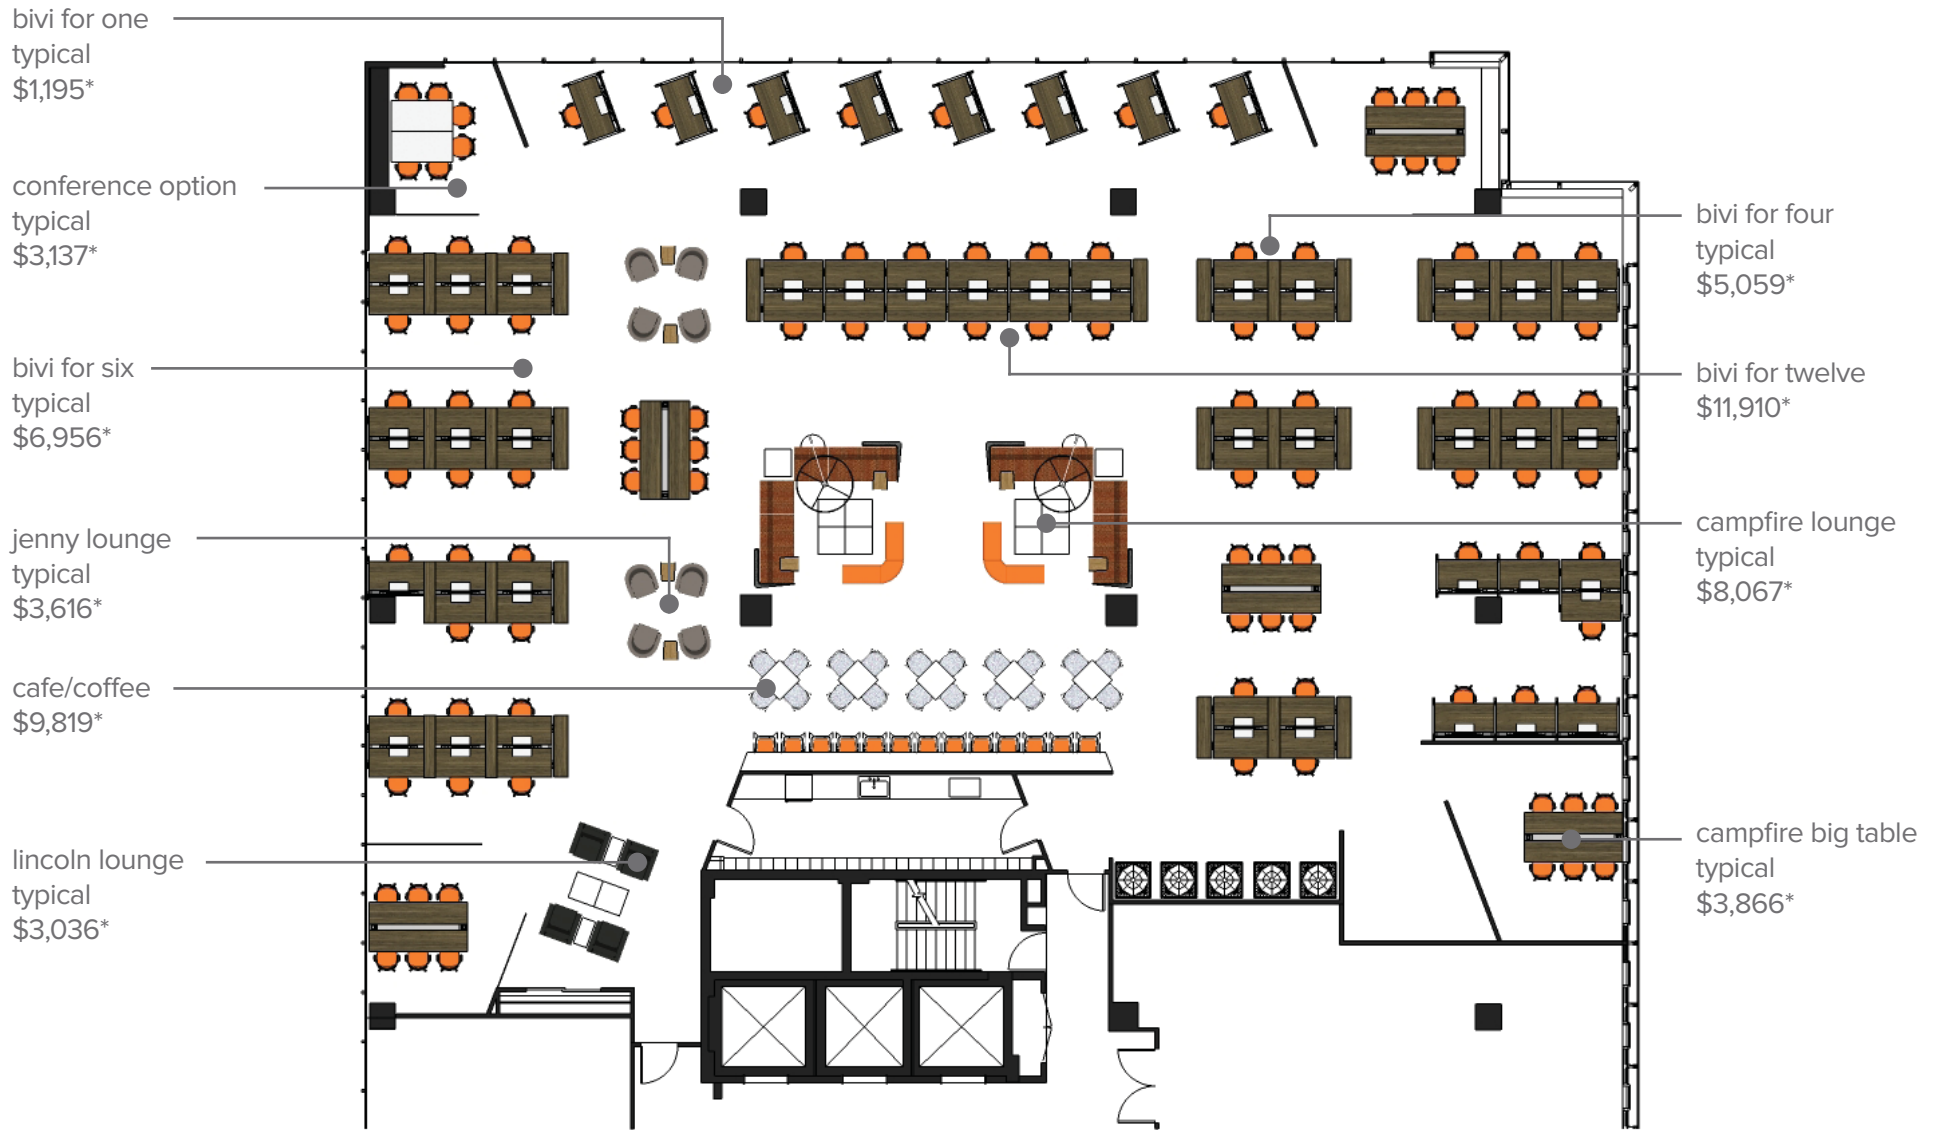 bivi for one
typical
$1,195*
conference option
typical
$3,137*
bivi for six
typical
$6,956*
jenny lounge
typical
$3,616*
cafe/coffee
$9,819*
lincoln lounge
typical
$3,036*
bivi for four
typical
$5,059*
bivi for twelve
$11,910*
campfire lounge
typical
$8,067*
campfire big table
typical
$3,866*